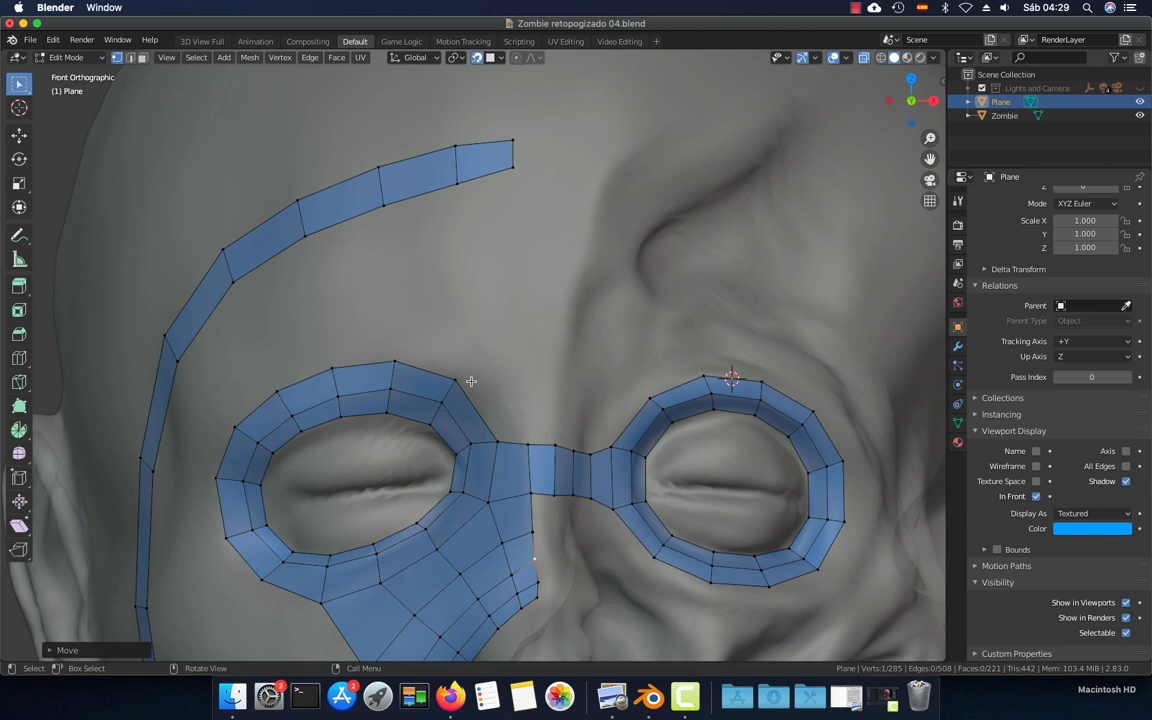 Blender Window Sáb 04:29
Zombie retopogizado 04.blend
File Edit Render Window Help 3D View Full Animation Compositing Default Game Logic Motion Tracking Scripting UV Editing Video Editing + Scene RenderLayer
Edit Mode View Select Add Mesh Vertex Edge Face UV Global
Front Orthographic
(1) Plane
Z
Y
X
Scene Collection
Lights and Camera 4
Plane
Zombie
Plane
Z 0
Mode XYZ Euler
Scale X 1.000
Y 1.000
Z 1.000
Delta Transform
Relations
Parent
Parent Type Object
Tracking Axis +Y
Up Axis Z
Pass Index 0
Collections
Instancing
Viewport Display
Name Axis
Wireframe All Edges
Texture Space Shadow
In Front
Display As Textured
Color
Bounds
Motion Paths
Visibility
Show in Viewports
Show in Renders
Selectable
Custom Properties
Move
Select Box Select Rotate View Call Menu Plane | Verts:1/285 | Edges:0/508 | Faces:0/221 | Tris:442 | Mem: 103.4 MiB | 2.83.0
2 2
Macintosh HD